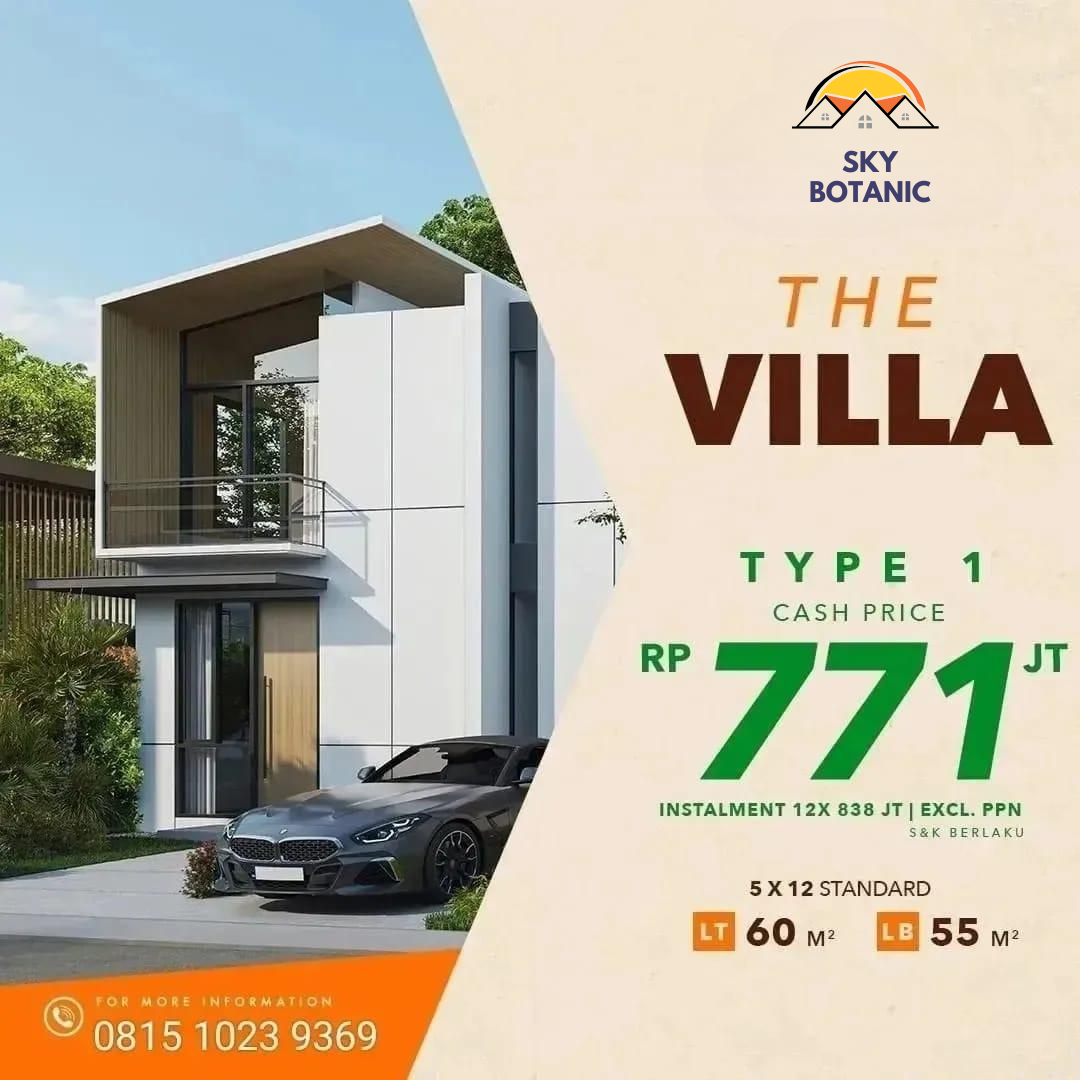 SKY
BOTANIC
THE
VILLA
TYPE 1
CASH PRICE
RP 771 JT
INSTALMENT 12X 838 JT | EXCL. PPN
S&K BERLAKU
5 X 12 STANDARD
LT 60 M² LB 55 M²
FOR MORE INFORMATION
0815 1023 9369